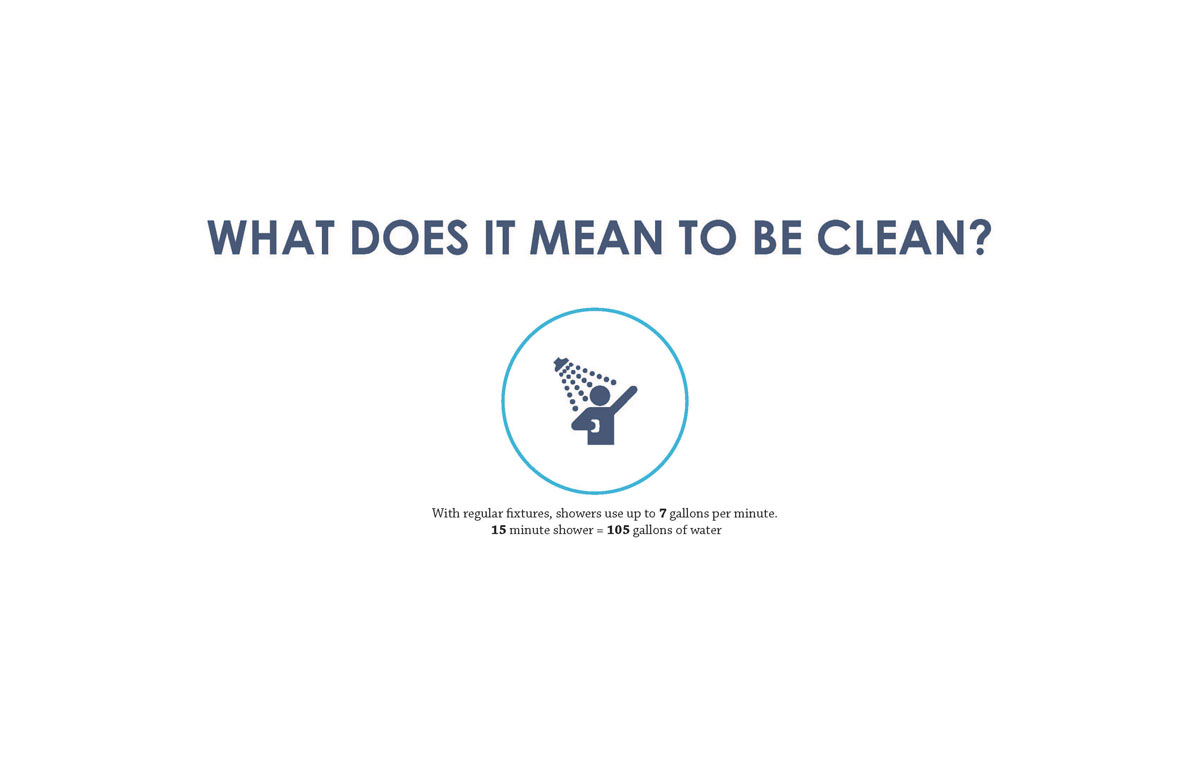 WHAT DOES IT MEAN TO BE CLEAN?
With regular fixtures, showers use up to 7 gallons per minute.
15 minute shower = 105 gallons of water